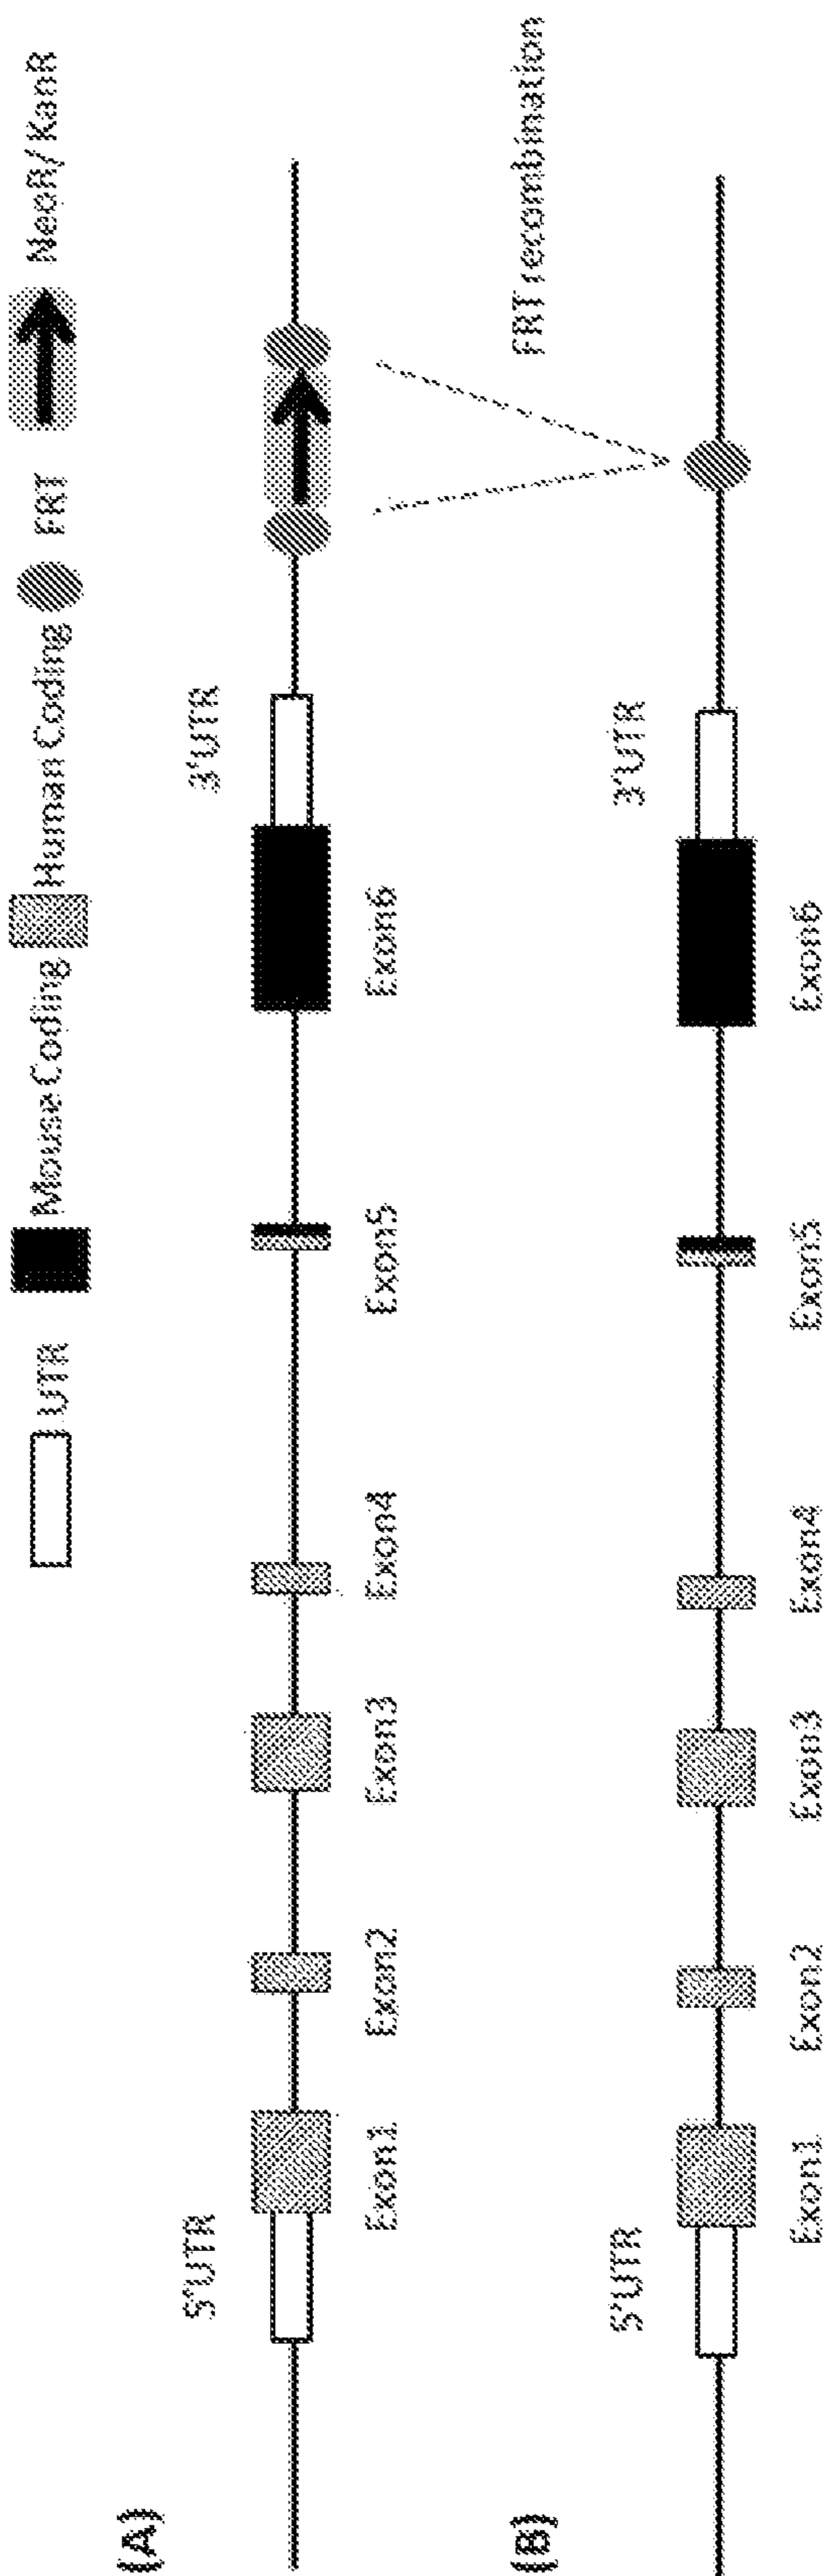 UTR Mouse Coding Human Coding FRT NeoR/KanR
(A)
5'UTR 3'UTR
Exon1 Exon2 Exon3 Exon4 Exon5 Exon6
(B)
FRT recombination
5'UTR 3'UTR
Exon1 Exon2 Exon3 Exon4 Exon5 Exon6